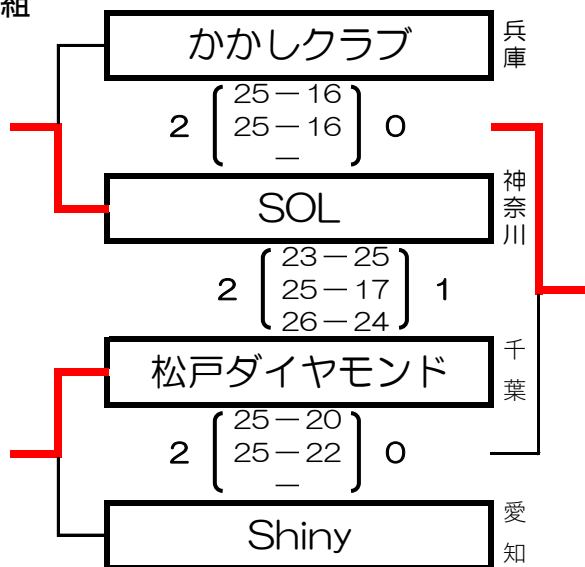 組
かかしクラブ
兵庫
2 25－16 0
25－16
－
SOL
神奈川
2 23－25 1
25－17
26－24
松戸ダイヤモンド
千葉
2 25－20 0
25－22
－
Shiny
愛知